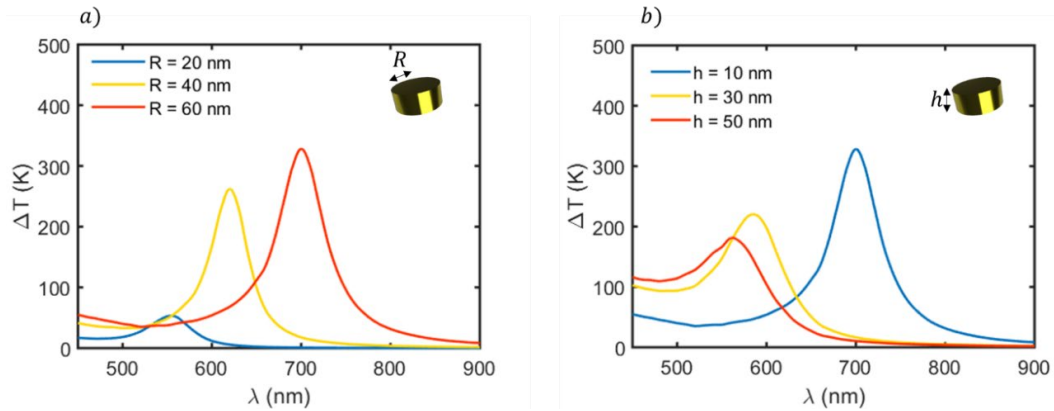 a)
500
400
300
200
100
0
ΔT (K)
R = 20 nm
R = 40 nm
R = 60 nm
R
500 600 700 800 900
λ (nm)
b)
500
400
300
200
100
0
ΔT (K)
h = 10 nm
h = 30 nm
h = 50 nm
h
500 600 700 800 900
λ (nm)